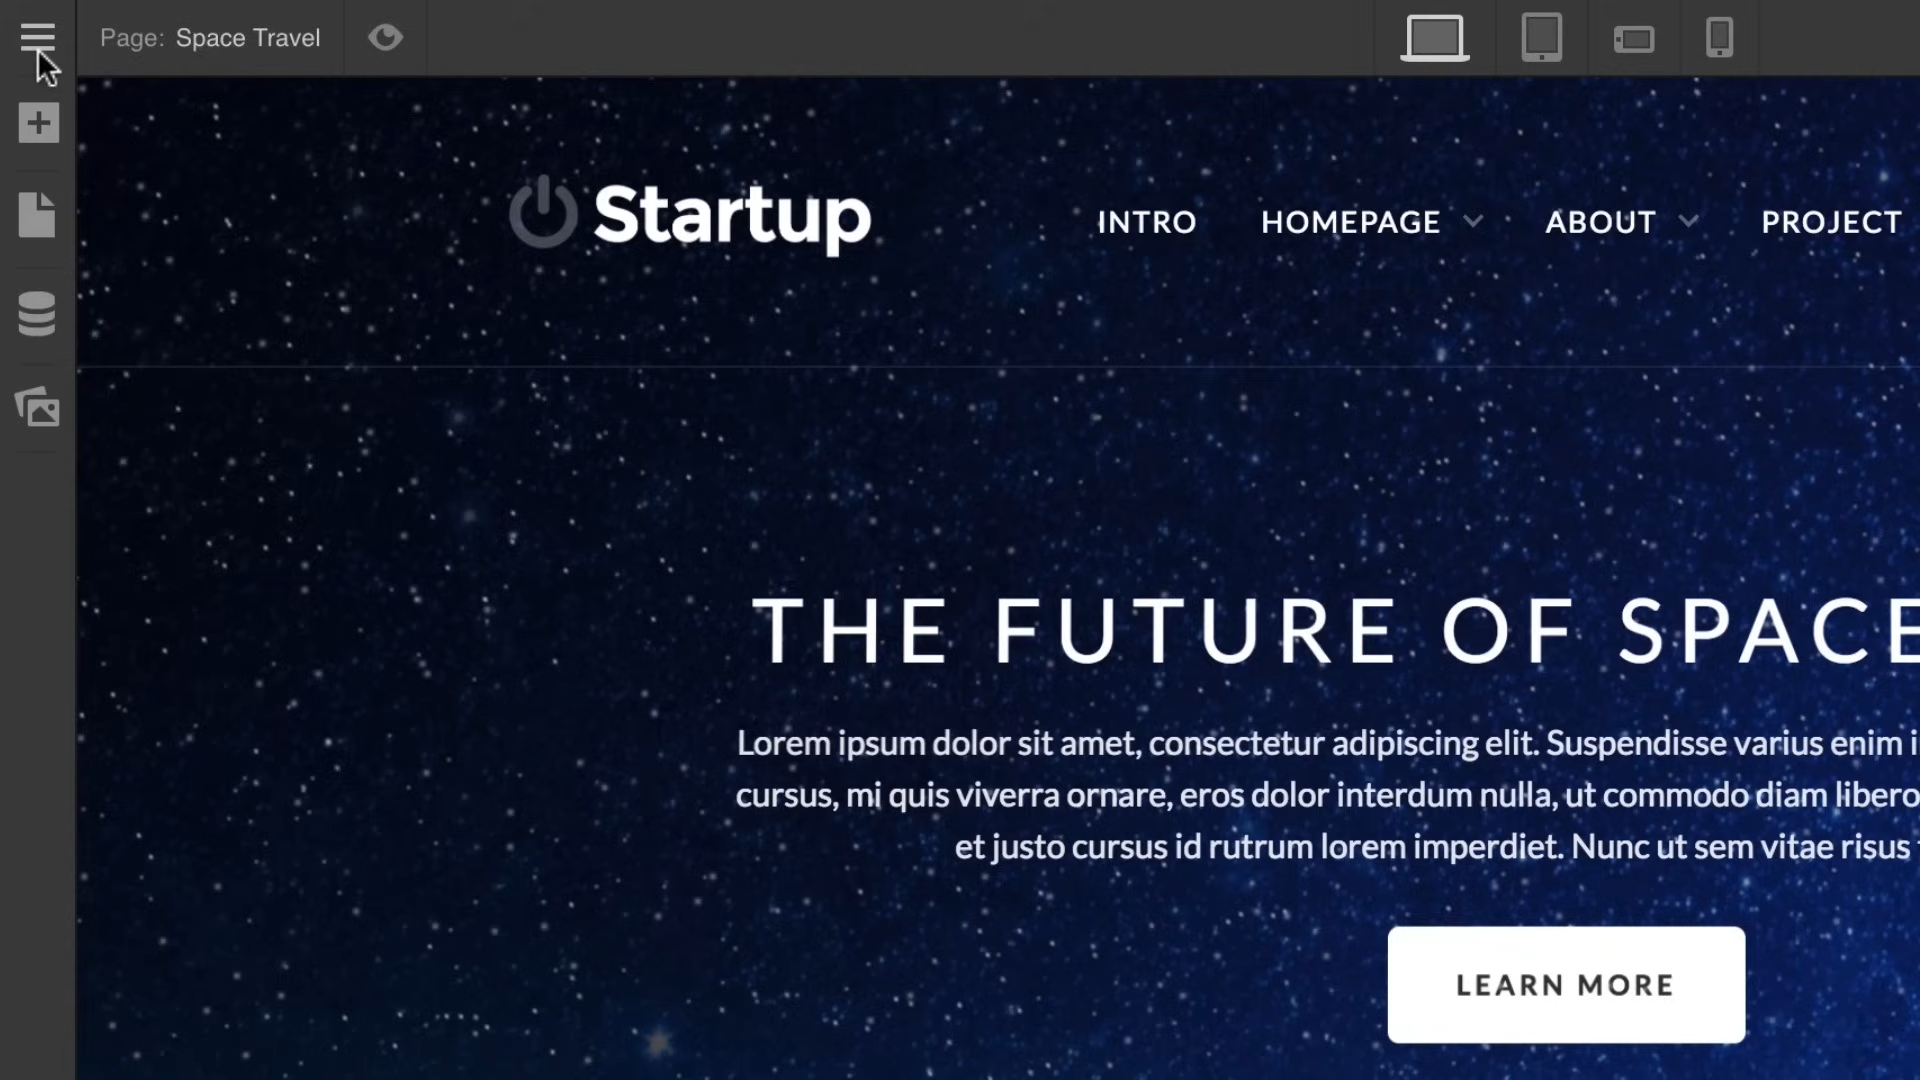 Page: Space Travel
Startup
INTRO HOMEPAGE ABOUT PROJECT
THE FUTURE OF SPACE
Lorem ipsum dolor sit amet, consectetur adipiscing elit. Suspendisse varius enim i
cursus, mi quis viverra ornare, eros dolor interdum nulla, ut commodo diam libero
et justo cursus id rutrum lorem imperdiet. Nunc ut sem vitae risus
LEARN MORE